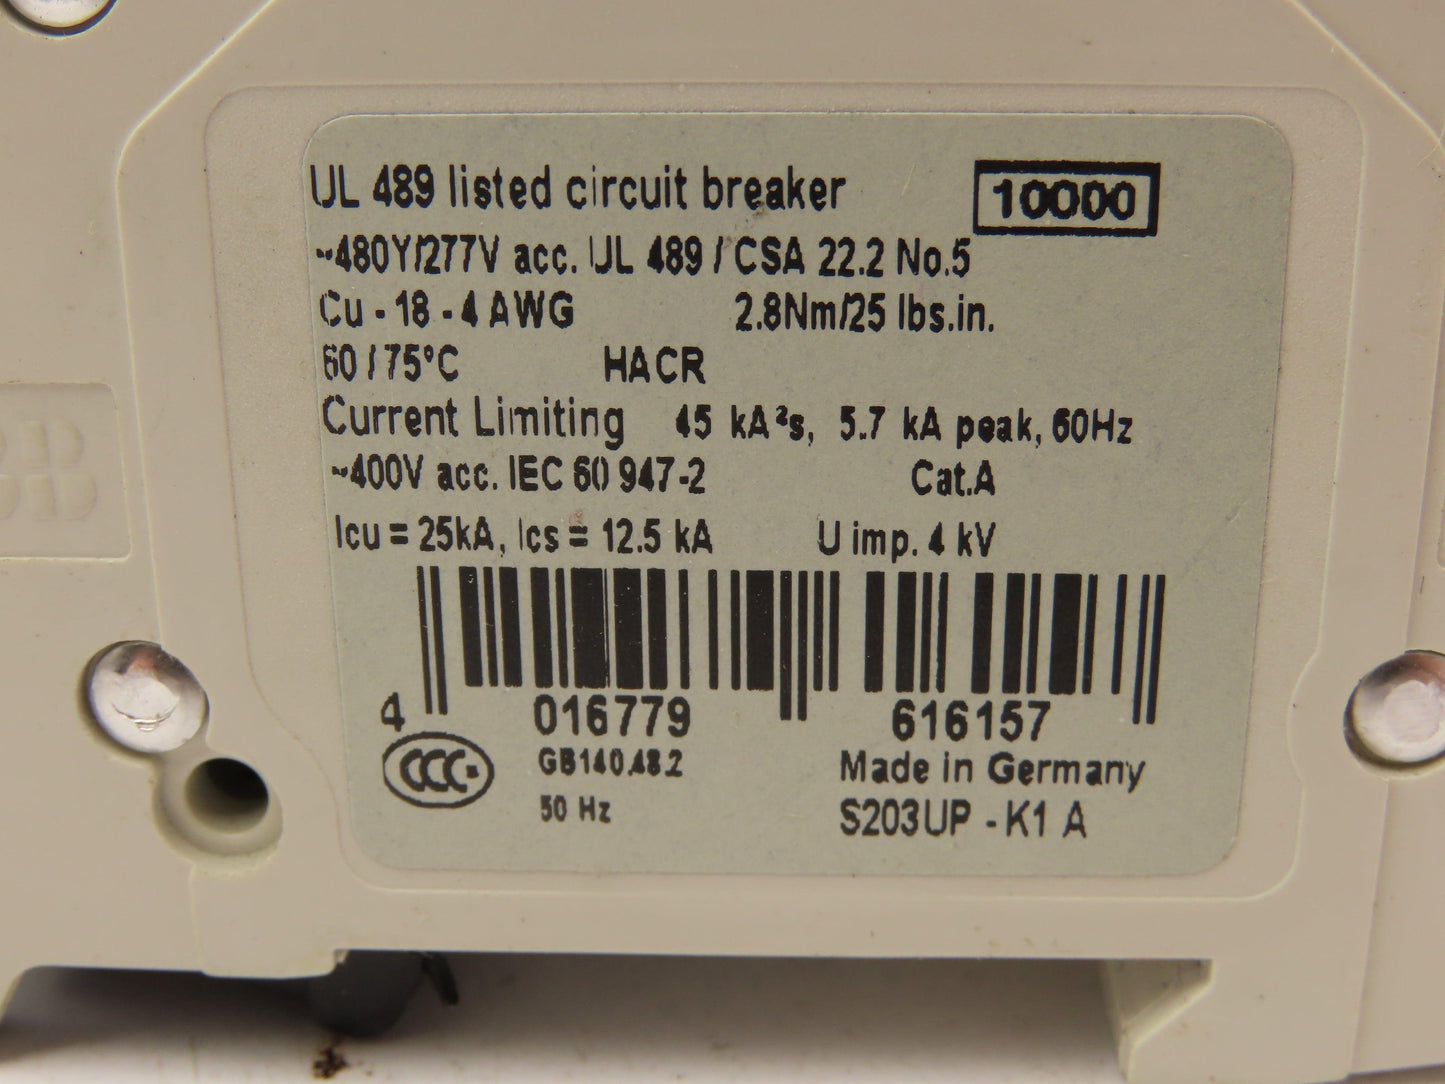 UL 489 listed circuit breaker 10000
~480Y/277V acc. UL 489 / CSA 22.2 No.5
Cu - 18 - 4 AWG 2.8Nm/25 lbs.in.
60 / 75°C HACR
Current Limiting 45 kA²s, 5.7 kA peak, 60Hz
~400V acc. IEC 60 947-2 Cat.A
Icu = 25kA, Ics = 12.5 kA U imp. 4 kV
4 016779 616157
CCC GB140.48.2 Made in Germany
50 Hz S203UP - K1 A